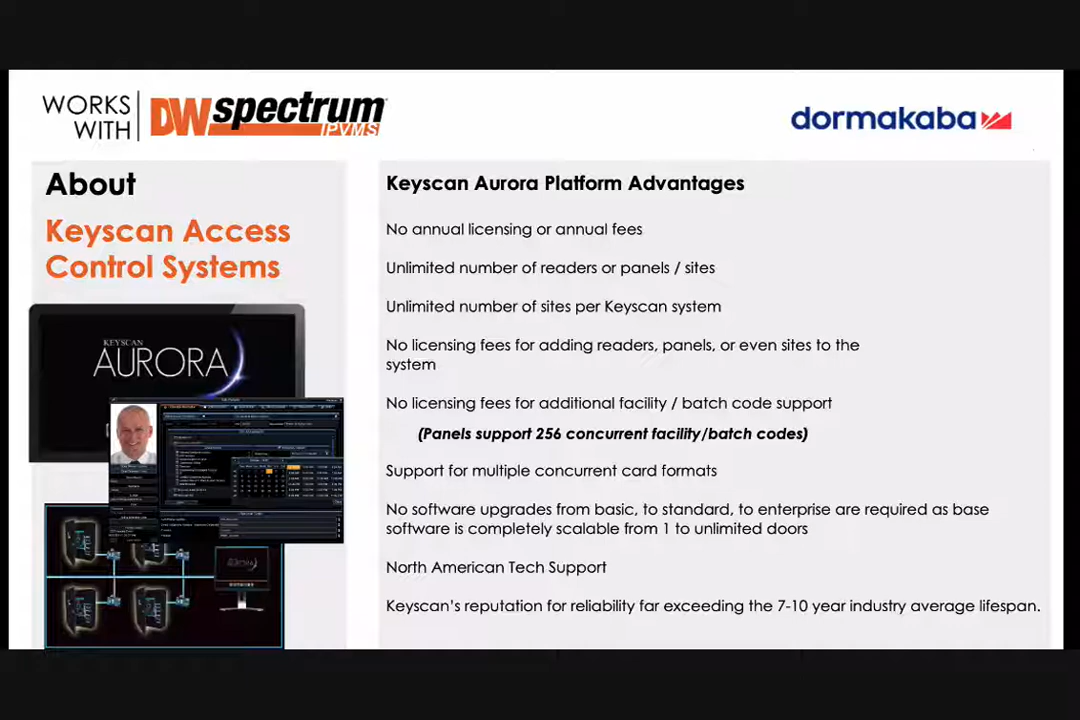 WORKS
WITH
DWspectrum
IPVMS
dormakaba
About
Keyscan Access
Control Systems
KEYSCAN
AURORA
AURORA
Keyscan Aurora Platform Advantages
No annual licensing or annual fees
Unlimited number of readers or panels / sites
Unlimited number of sites per Keyscan system
No licensing fees for adding readers, panels, or even sites to the
system
No licensing fees for additional facility / batch code support
(Panels support 256 concurrent facility/batch codes)
Support for multiple concurrent card formats
No software upgrades from basic, to standard, to enterprise are required as base
software is completely scalable from 1 to unlimited doors
North American Tech Support
Keyscan's reputation for reliability far exceeding the 7-10 year industry average lifespan.